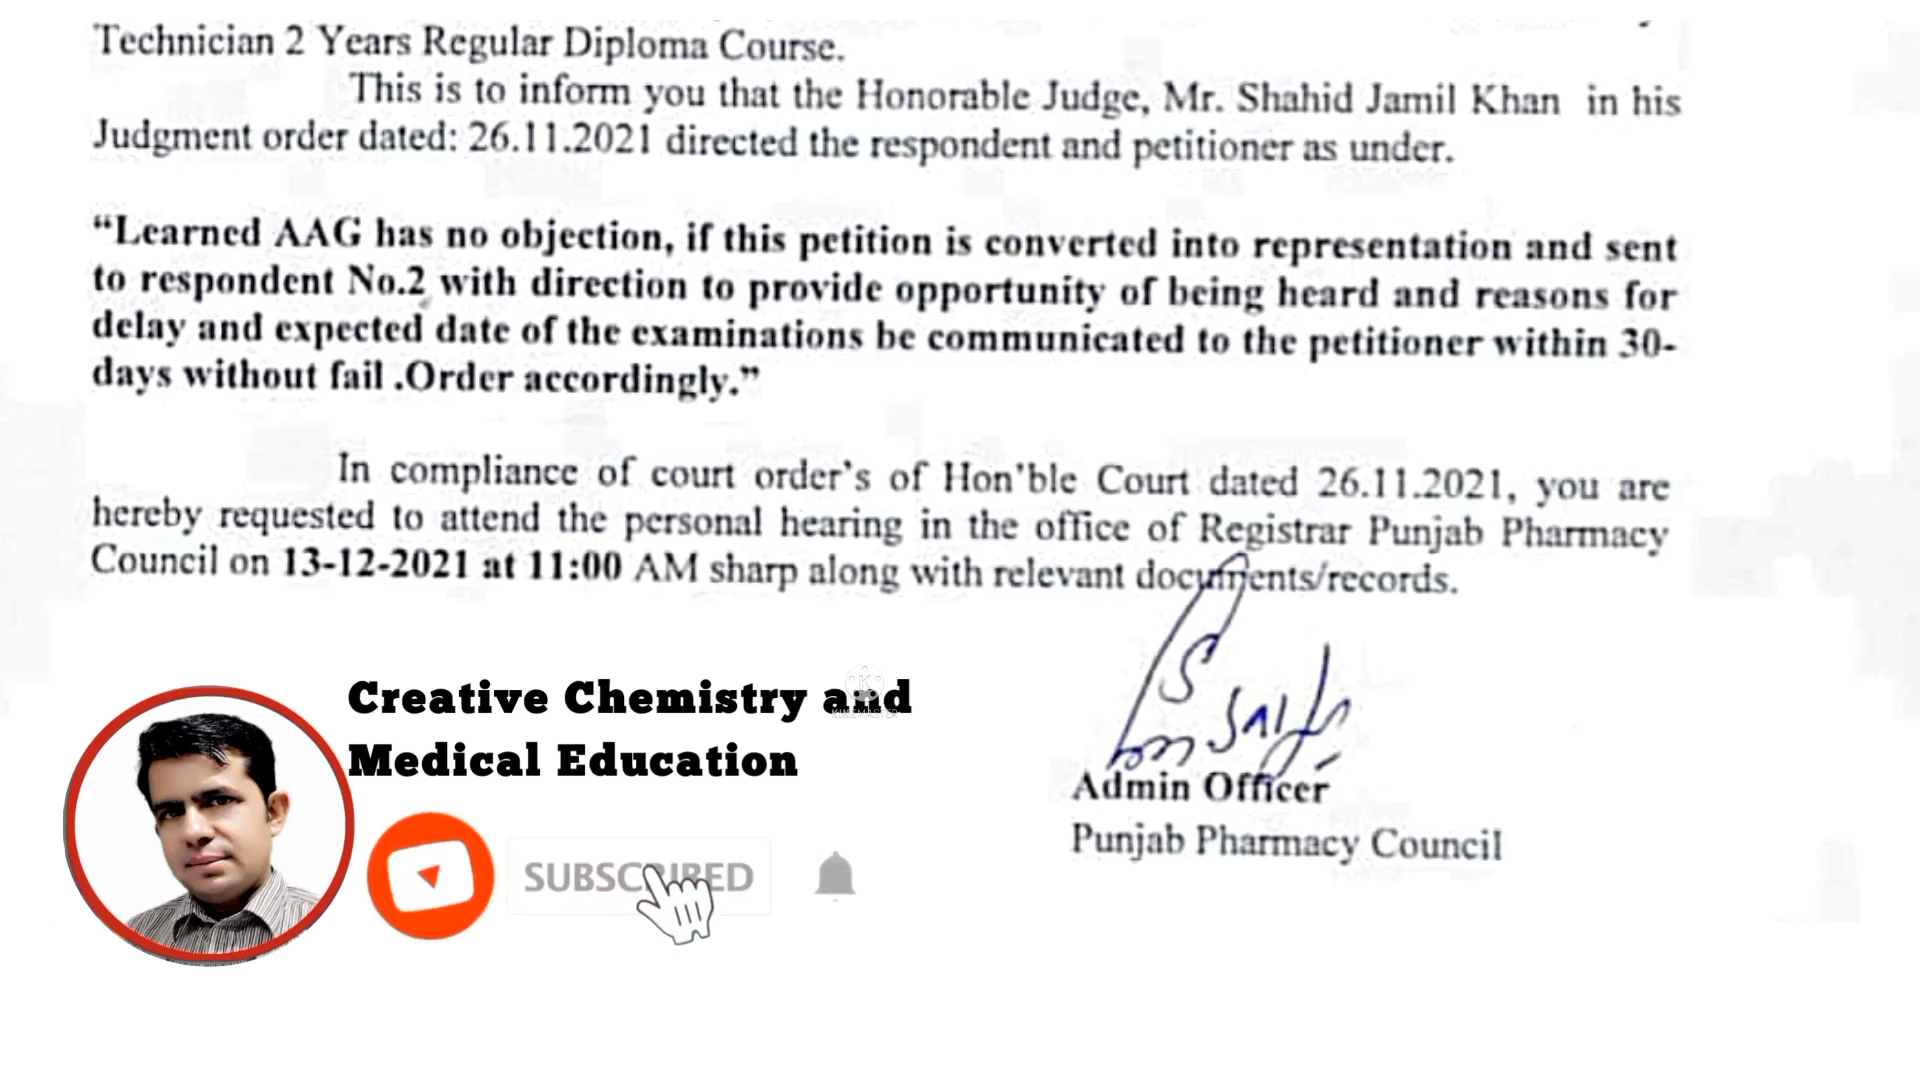 Technician 2 Years Regular Diploma Course.
This is to inform you that the Honorable Judge, Mr. Shahid Jamil Khan in his
Judgment order dated: 26.11.2021 directed the respondent and petitioner as under.
“Learned AAG has no objection, if this petition is converted into representation and sent
to respondent No.2 with direction to provide opportunity of being heard and reasons for
delay and expected date of the examinations be communicated to the petitioner within 30-
days without fail .Order accordingly.”
In compliance of court order's of Hon'ble Court dated 26.11.2021, you are
hereby requested to attend the personal hearing in the office of Registrar Punjab Pharmacy
Council on 13-12-2021 at 11:00 AM sharp along with relevant documents/records.
Admin Officer
Punjab Pharmacy Council
Creative Chemistry and
Medical Education
KINEMASTER
SUBSCRIBED